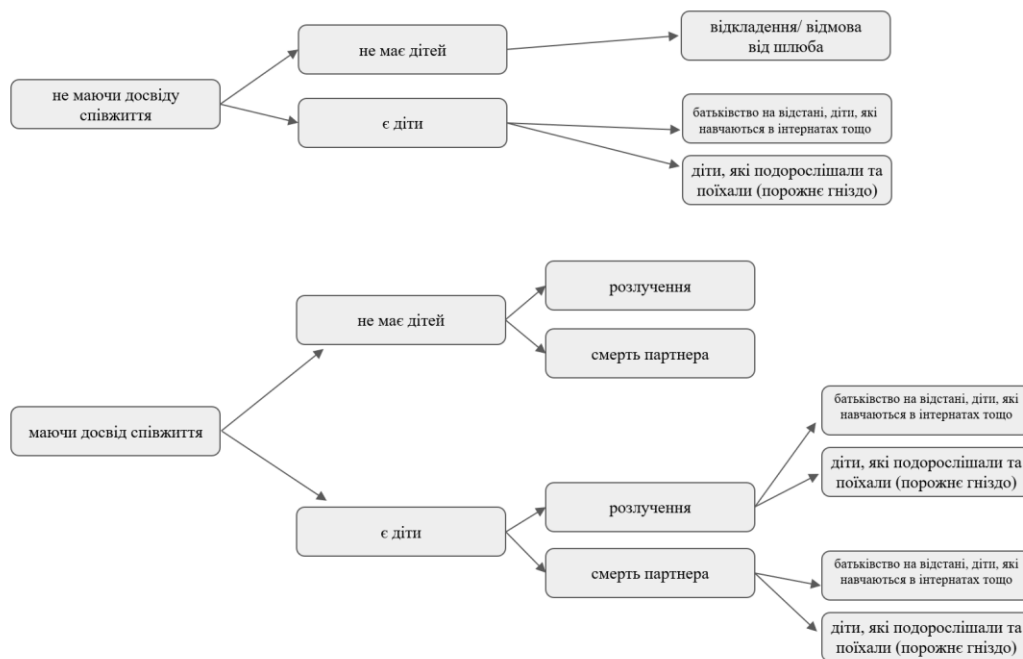 відкладення/ відмова
від шлюба
не має дітей
не маючи досвіду
співжиття
є діти
батьківство на відстані, діти, які
навчаються в інтернатах тощо
діти, які подорослішали та
поїхали (порожнє гніздо)
розлучення
не має дітей
смерть партнера
маючи досвід співжиття
батьківство на відстані, діти, які
навчаються в інтернатах тощо
діти, які подорослішали та
поїхали (порожнє гніздо)
розлучення
є діти
смерть партнера
батьківство на відстані, діти, які
навчаються в інтернатах тощо
діти, які подорослішали та
поїхали (порожнє гніздо)